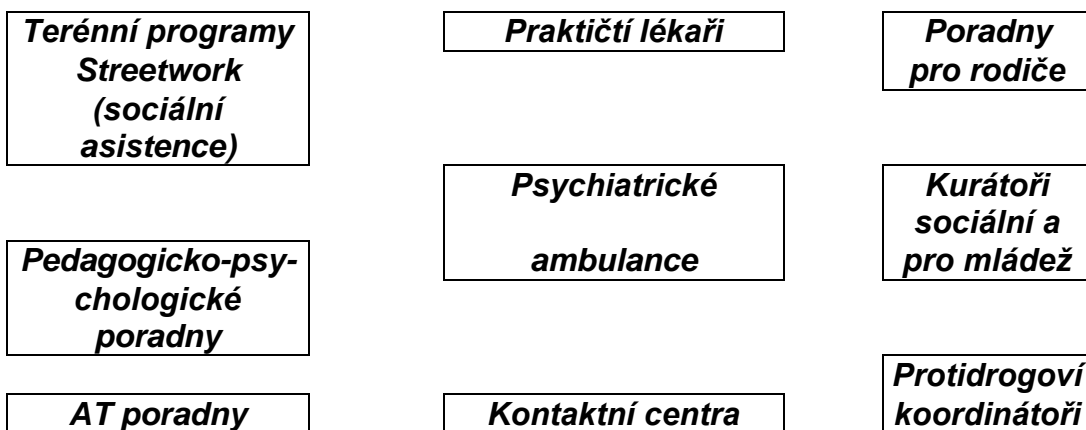 Terénní programy
Streetwork
(sociální
asistence)
Praktičtí lékaři
Poradny
pro rodiče
Psychiatrické
ambulance
Kurátoři
sociální a
pro mládež
Pedagogicko-psy-
chologické
poradny
AT poradny
Kontaktní centra
Protidrogoví
koordinátoři